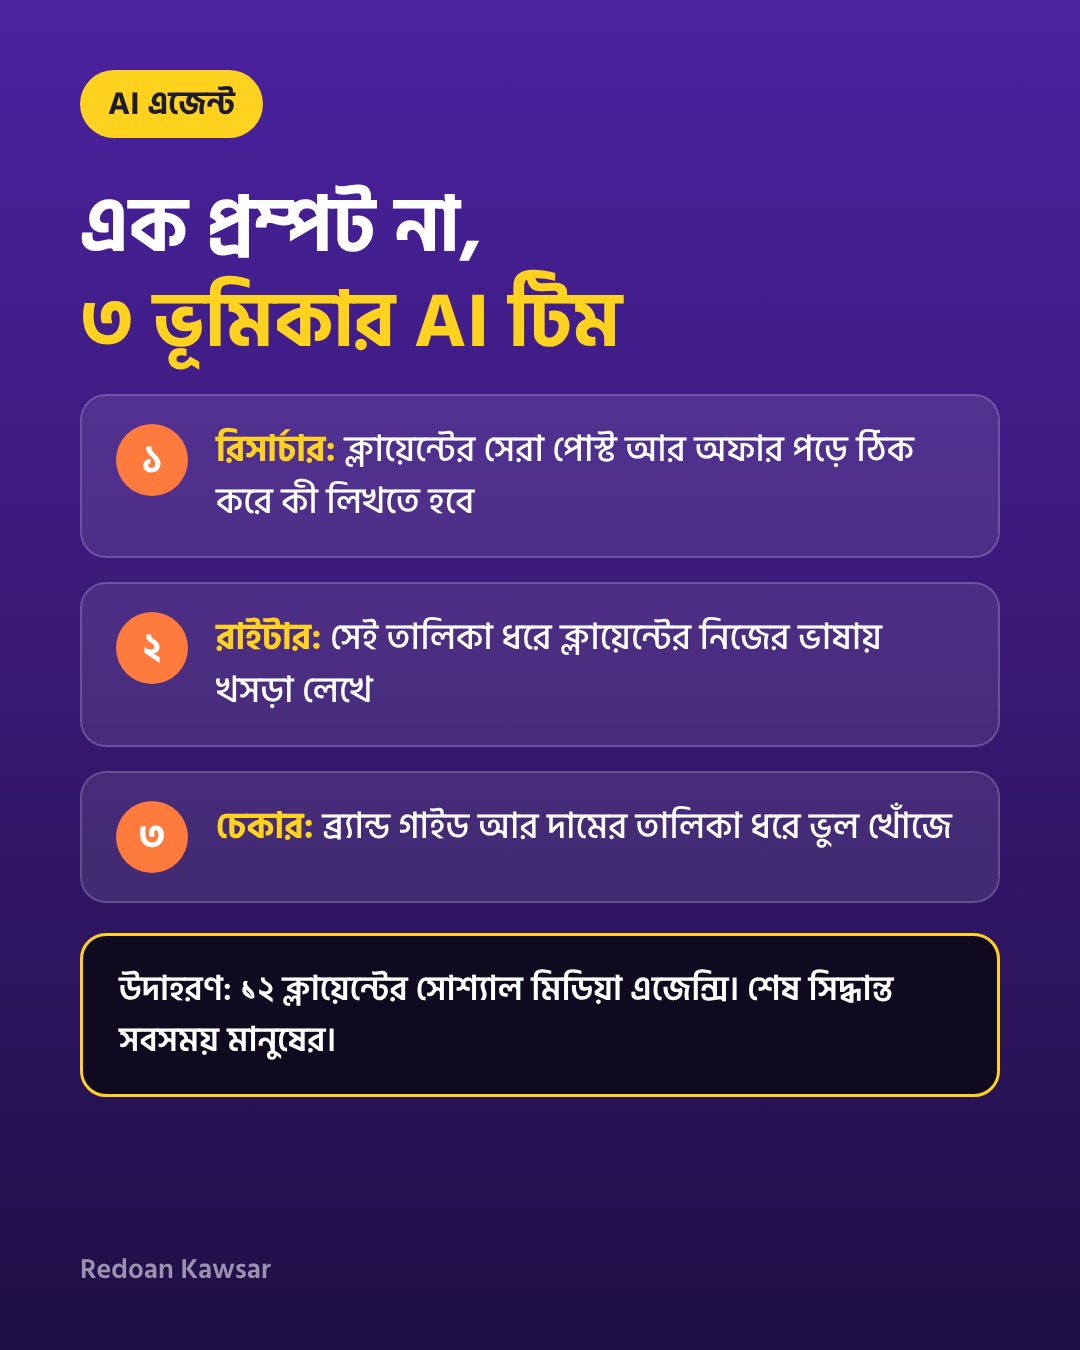 AI এজেন্ট
এক প্রম্পট না,
৩ ভূমিকার AI টিম
১
রিসার্চার: ক্লায়েন্টের সেরা পোস্ট আর অফার পড়ে ঠিক
করে কী লিখতে হবে
২
রাইটার: সেই তালিকা ধরে ক্লায়েন্টের নিজের ভাষায়
খসড়া লেখে
৩
চেকার: ব্র্যান্ড গাইড আর দামের তালিকা ধরে ভুল খোঁজে
উদাহরণ: ১২ ক্লায়েন্টের সোশ্যাল মিডিয়া এজেন্সি। শেষ সিদ্ধান্ত
সবসময় মানুষের।
Redoan Kawsar